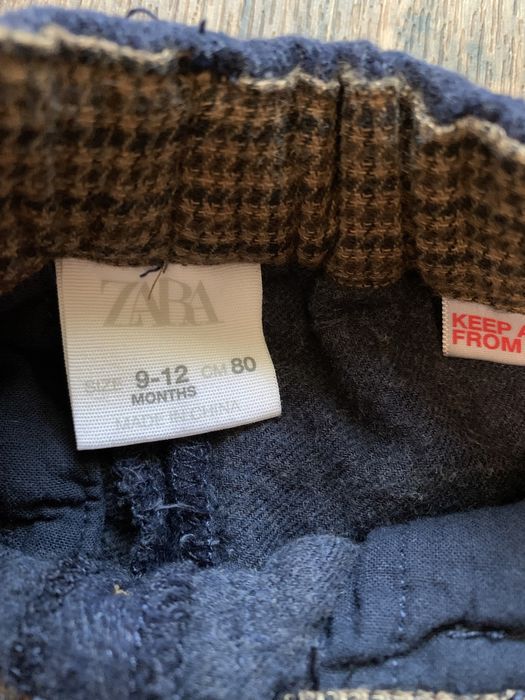 ZARA
SIZE 9-12 CM 80
MONTHS
MADE IN CHINA
KEEP A
FROM